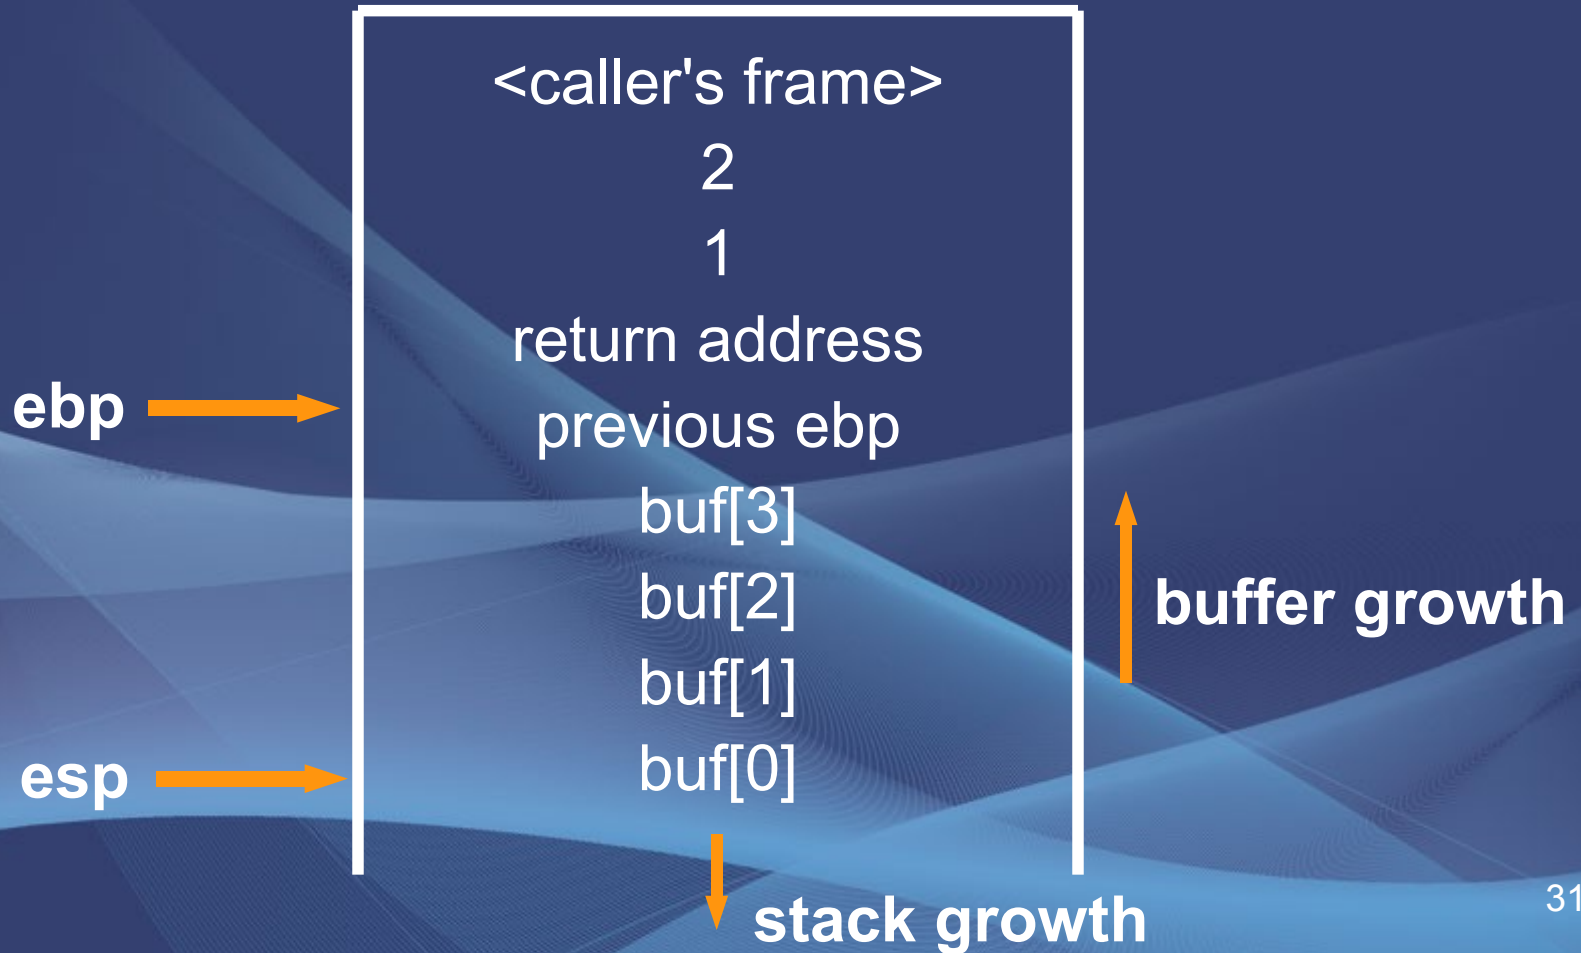 <caller's frame>
2
1
return address
ebp
previous ebp
buf[3]
buf[2]
buffer growth
buf[1]
esp
buf[0]
stack growth
31